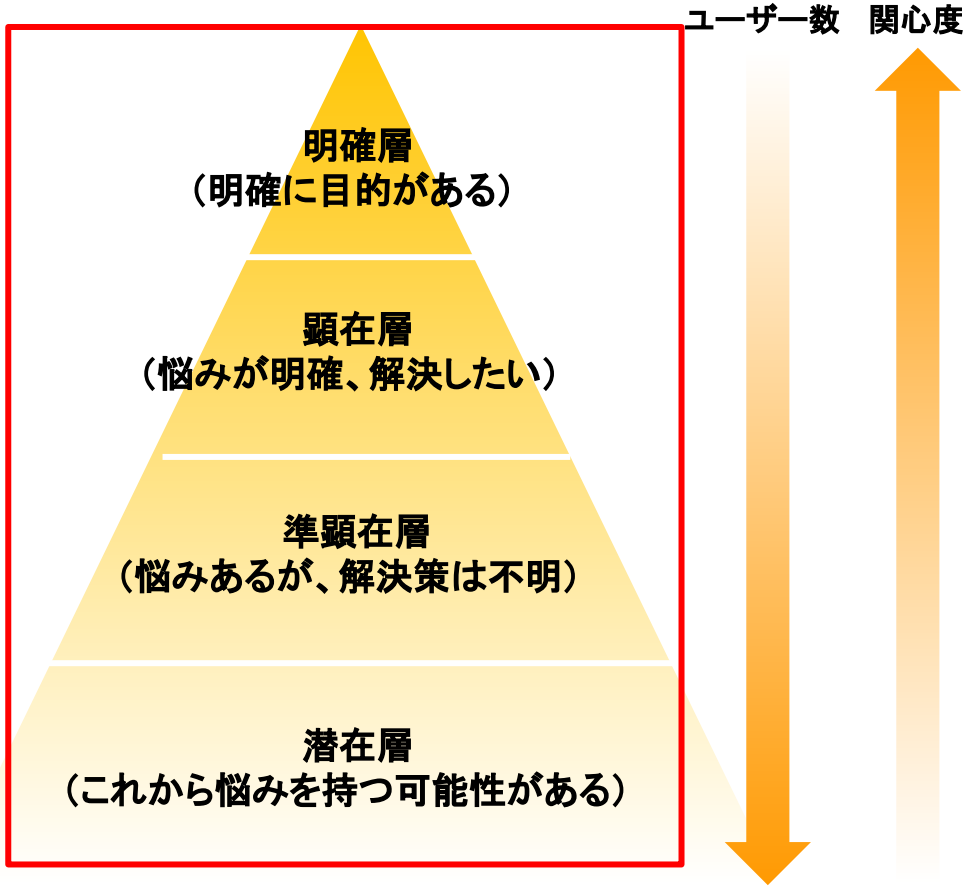 ユーザー数 関心度
明確層
（明確に目的がある）
顕在層
（悩みが明確、解決したい）
準顕在層
（悩みあるが、解決策は不明）
潜在層
（これから悩みを持つ可能性がある）